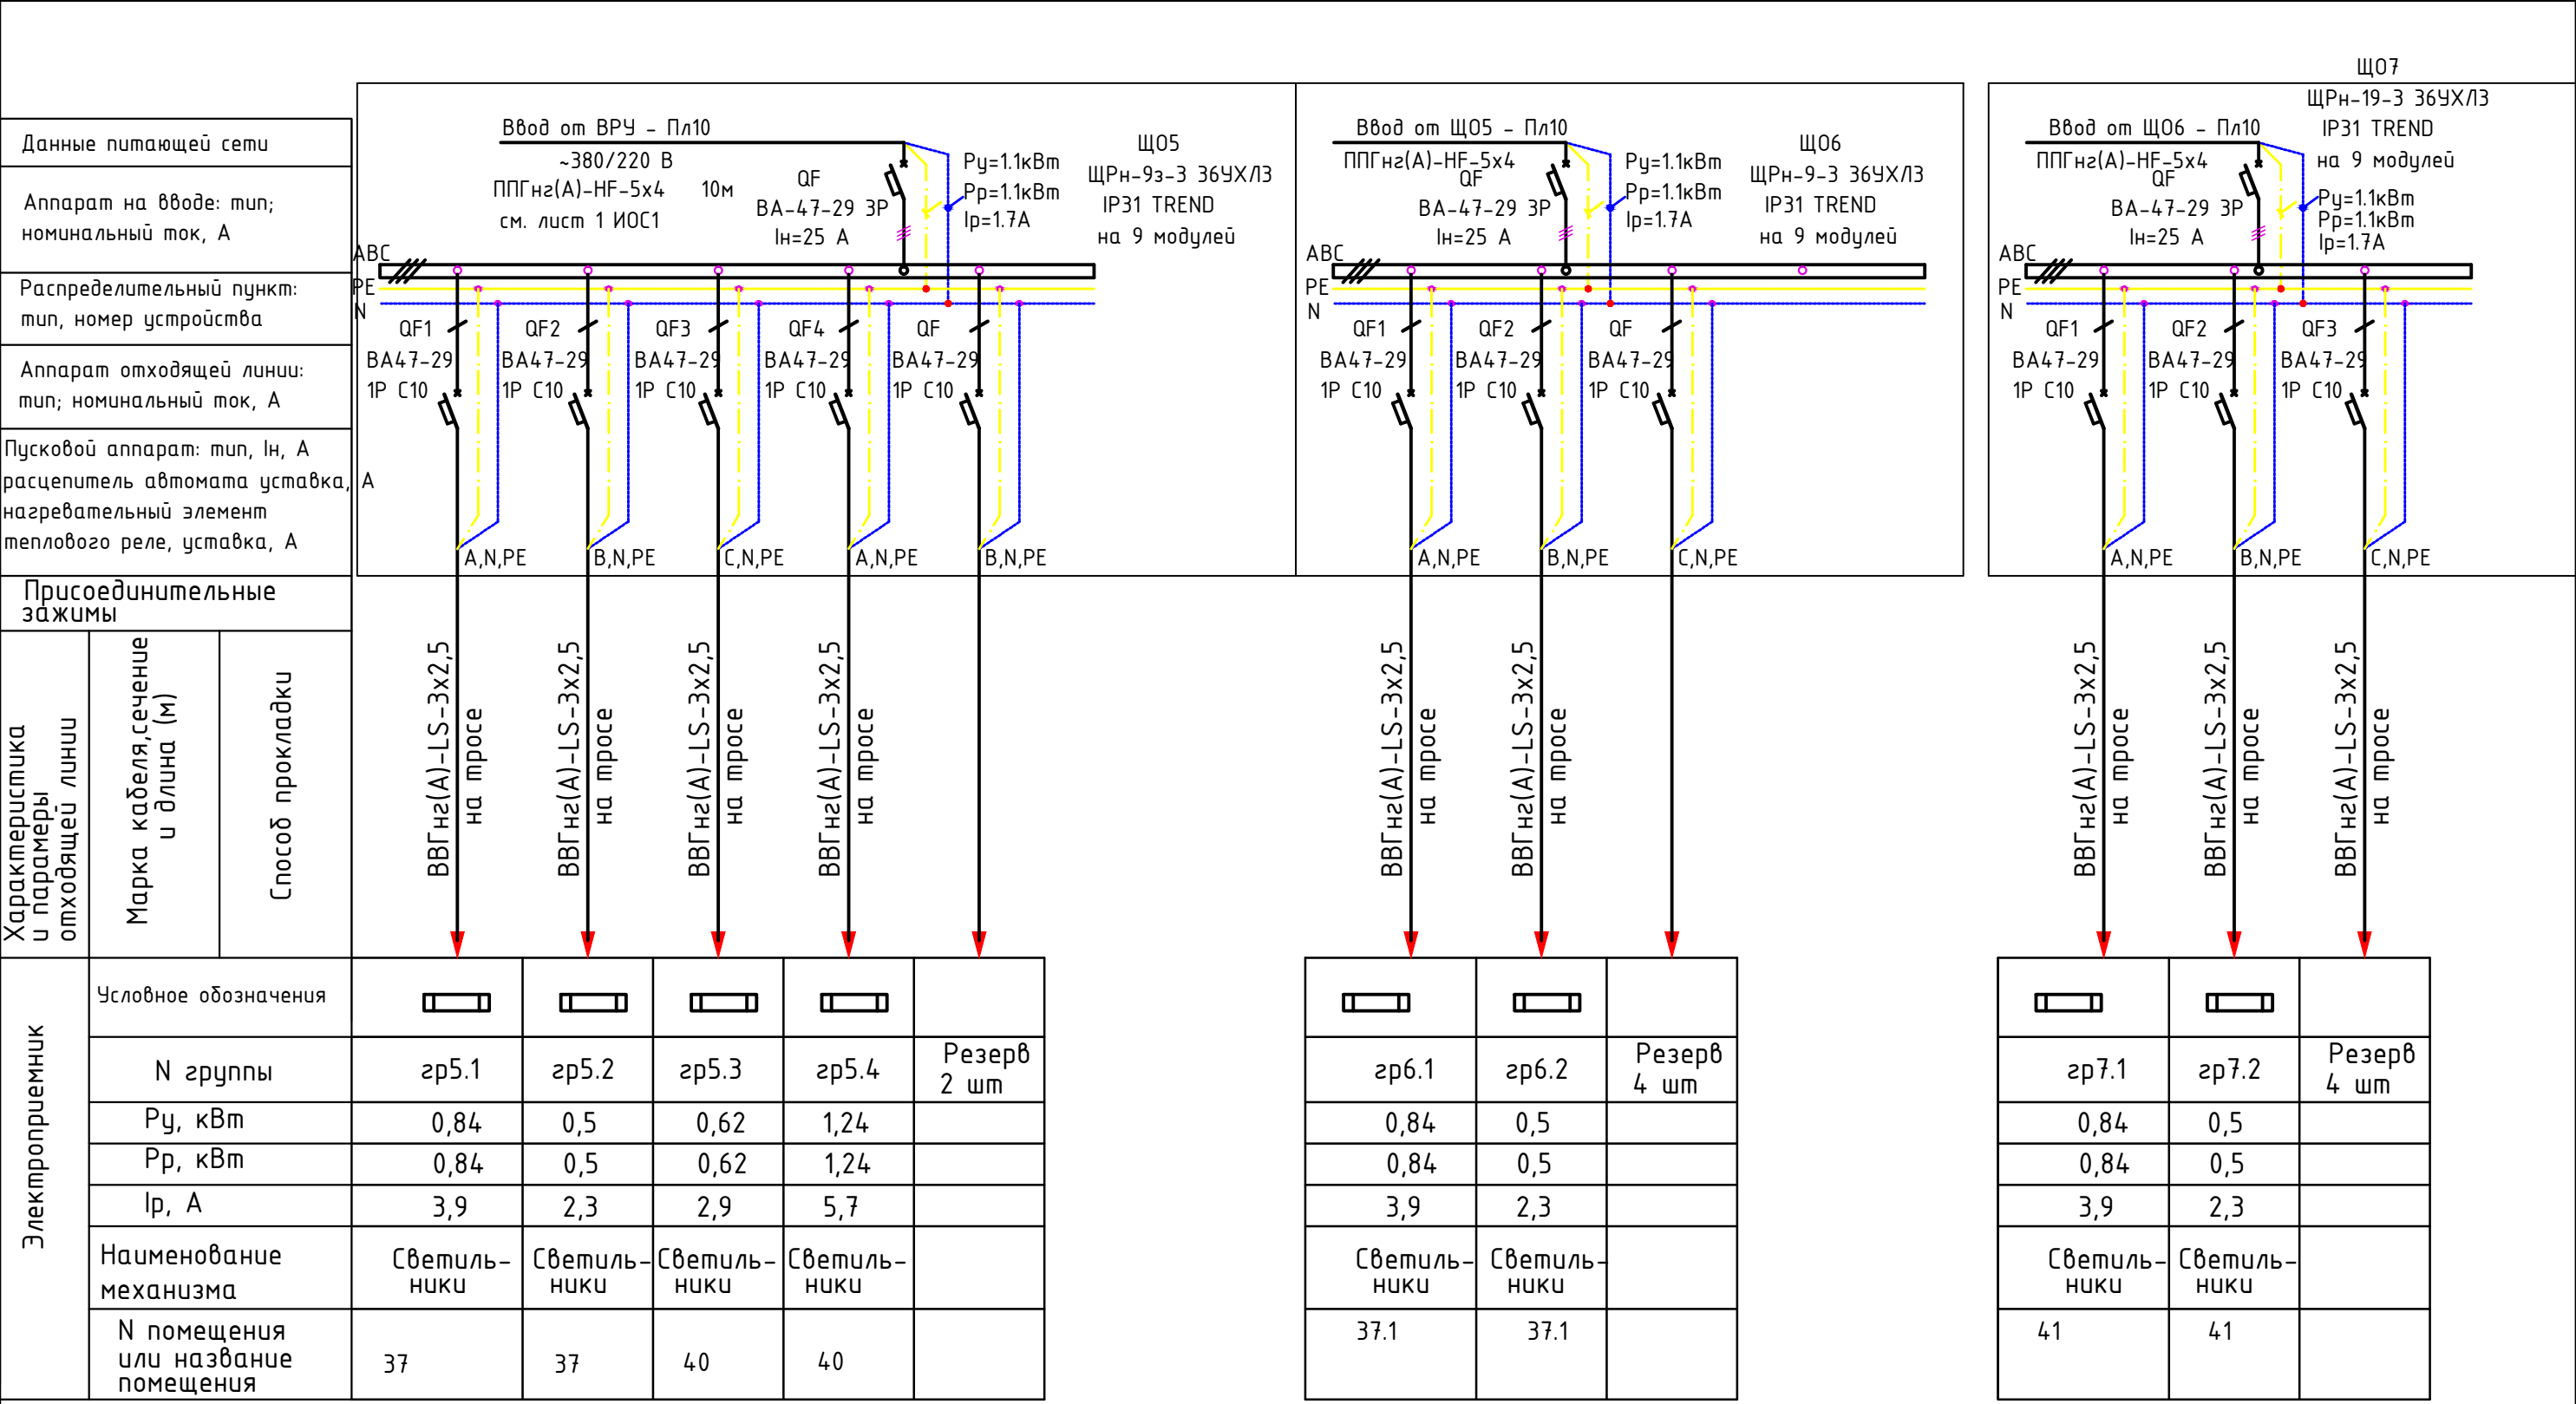 Данные питающей сети
Аппарат на вводе: тип;
номинальный ток, А
Распределительный пункт:
тип, номер устройства
Аппарат отходящей линии:
тип; номинальный ток, А
Пусковой аппарат: тип, Iн, А
расцепитель автомата уставка, А
нагревательный элемент
теплового реле, уставка, А
Присоединительные
зажимы
Характеристика
и парамеры
отходящей линии
Марка кабеля,сечение
и длина (м)
Способ прокладки
Ввод от ВРУ - Пл10
~380/220 В
ППГнг(А)-HF-5х4 10м
см. лист 1 ИОС1
QF
ВА-47-29 3Р
Iн=25 А
Ру=1.1кВт
Рр=1.1кВт
Iр=1.7А
ЩО5
ЩРн-9з-3 36УХЛ3
IP31 TREND
на 9 модулей
АВС
РЕ
N
QF1 QF2 QF3 QF4 QF
ВА47-29 ВА47-29 ВА47-29 ВА47-29 ВА47-29
1Р С10 1Р С10 1Р С10 1Р С10 1Р С10
A,N,PE B,N,PE C,N,PE A,N,PE B,N,PE
ВВГнг(А)-LS-3х2,5
на тросе
ВВГнг(А)-LS-3х2,5
на тросе
ВВГнг(А)-LS-3х2,5
на тросе
ВВГнг(А)-LS-3х2,5
на тросе
Ввод от ЩО5 - Пл10
ППГнг(А)-HF-5х4
QF
ВА-47-29 3Р
Iн=25 А
Ру=1.1кВт
Рр=1.1кВт
Iр=1.7А
ЩО6
ЩРн-9-3 36УХЛ3
IP31 TREND
на 9 модулей
АВС
РЕ
N
QF1 QF2 QF
ВА47-29 ВА47-29 ВА47-29
1Р С10 1Р С10 1Р С10
A,N,PE B,N,PE C,N,PE
ВВГнг(А)-LS-3х2,5
на тросе
ВВГнг(А)-LS-3х2,5
на тросе
ЩО7
ЩРн-19-3 36УХЛ3
IP31 TREND
на 9 модулей
Ввод от ЩО6 - Пл10
ППГнг(А)-HF-5х4
QF
ВА-47-29 3Р
Iн=25 А
Ру=1.1кВт
Рр=1.1кВт
Iр=1.7А
АВС
РЕ
N
QF1 QF2 QF3
ВА47-29 ВА47-29 ВА47-29
1Р С10 1Р С10 1Р С10
A,N,PE B,N,PE C,N,PE
ВВГнг(А)-LS-3х2,5
на тросе
ВВГнг(А)-LS-3х2,5
на тросе
ВВГнг(А)-LS-3х2,5
на тросе
Электроприемник
Условное обозначения
N группы гр5.1 гр5.2 гр5.3 гр5.4 Резерв
2 шт
гр6.1 гр6.2 Резерв
4 шт
гр7.1 гр7.2 Резерв
4 шт
Ру, кВт 0,84 0,5 0,62 1,24 0,84 0,5 0,84 0,5
Рр, кВт 0,84 0,5 0,62 1,24 0,84 0,5 0,84 0,5
Iр, А 3,9 2,3 2,9 5,7 3,9 2,3 3,9 2,3
Наименование
механизма
Светиль-
ники
Светиль-
ники
Светиль-
ники
Светиль-
ники
Светиль-
ники
Светиль-
ники
Светиль-
ники
Светиль-
ники
N помещения
или название
помещения
37 37 40 40 37.1 37.1 41 41